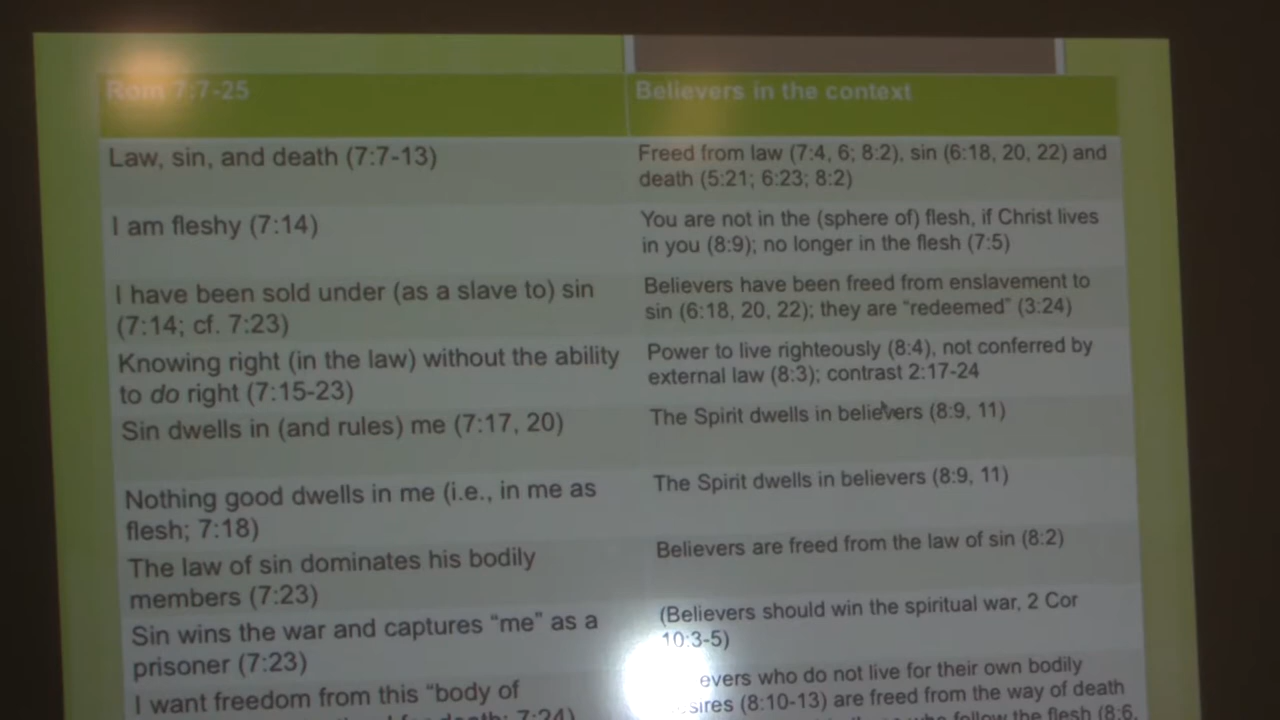 Rom 7:7-25
Believers in the context
Law, sin, and death (7:7-13)
Freed from law (7:4, 6; 8:2), sin (6:18, 20, 22) and
death (5:21; 6:23; 8:2)
I am fleshy (7:14)
You are not in the (sphere of) flesh, if Christ lives
in you (8:9); no longer in the flesh (7:5)
I have been sold under (as a slave to) sin
(7:14; cf. 7:23)
Believers have been freed from enslavement to
sin (6:18, 20, 22); they are “redeemed” (3:24)
Knowing right (in the law) without the ability
to do right (7:15-23)
Power to live righteously (8:4), not conferred by
external law (8:3); contrast 2:17-24
Sin dwells in (and rules) me (7:17, 20)
The Spirit dwells in believers (8:9, 11)
Nothing good dwells in me (i.e., in me as
flesh; 7:18)
The Spirit dwells in believers (8:9, 11)
The law of sin dominates his bodily
members (7:23)
Believers are freed from the law of sin (8:2)
Sin wins the war and captures “me” as a
prisoner (7:23)
(Believers should win the spiritual war, 2 Cor
10:3-5)
I want freedom from this “body of
death; 7:24)
evers who do not live for their own bodily
sires (8:10-13) are freed from the way of death
who follow the flesh (8:6,